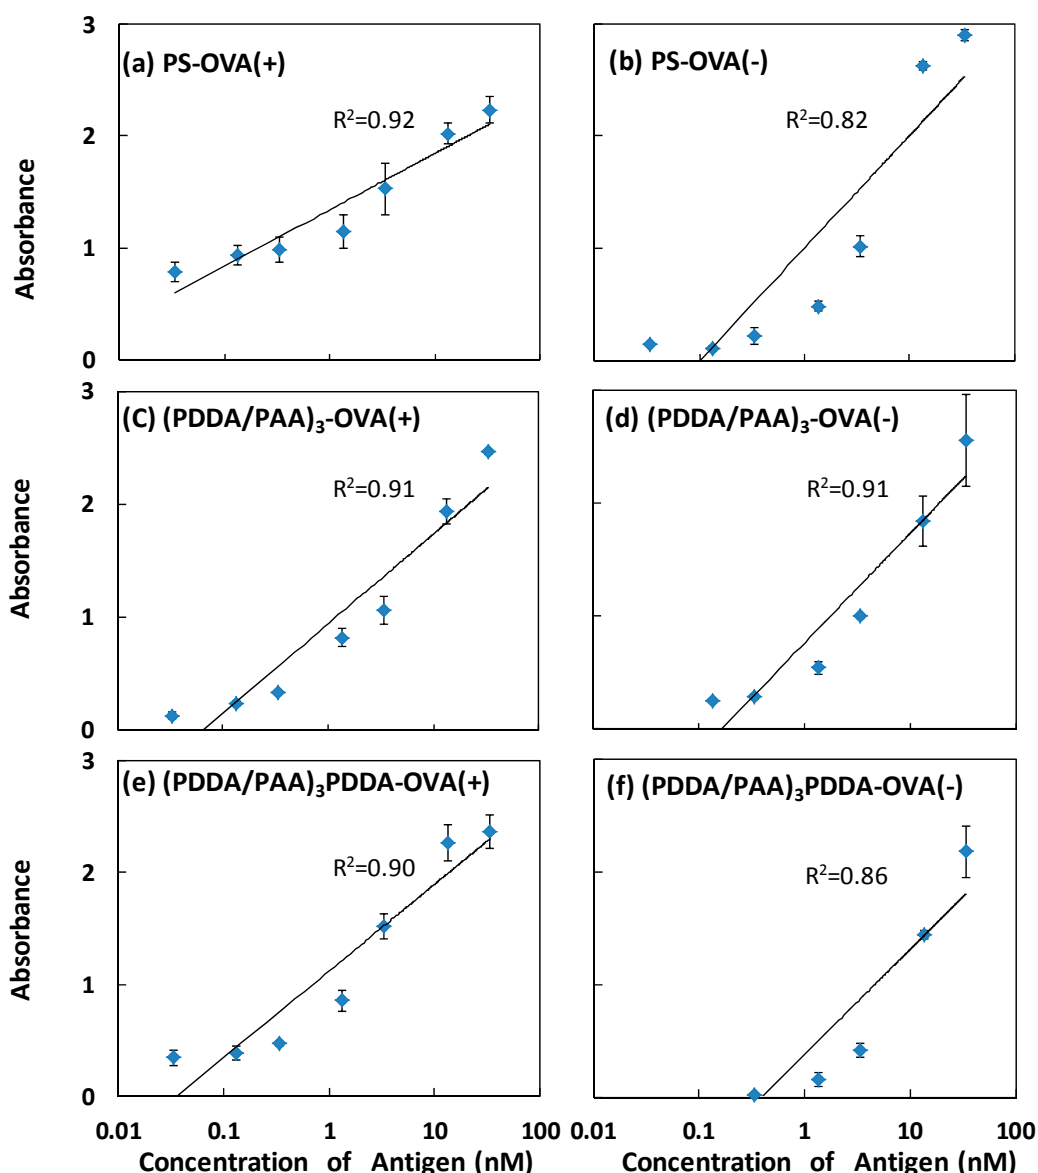 3
(a) PS-OVA(+)
(b) PS-OVA(-)
R²=0.92
R²=0.82
2
Absorbance
1
0
3
(C) (PDDA/PAA)₃-OVA(+)
(d) (PDDA/PAA)₃-OVA(-)
R²=0.91
R²=0.91
2
Absorbance
1
0
3
(e) (PDDA/PAA)₃PDDA-OVA(+)
(f) (PDDA/PAA)₃PDDA-OVA(-)
R²=0.90
R²=0.86
2
Absorbance
1
0
0.01 0.1 1 10 100
0.01 0.1 1 10 100
Concentration of Antigen (nM)
Concentration of Antigen (nM)